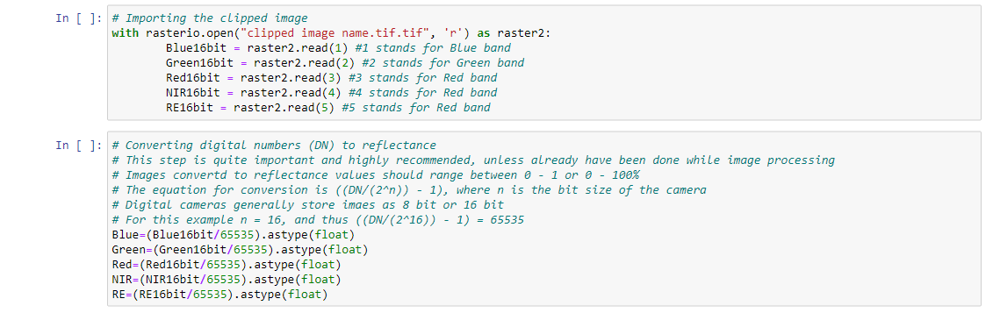 In [ ]: # Importing the clipped image
with rasterio.open("clipped image name.tif.tif", 'r') as raster2:
        Blue16bit = raster2.read(1) #1 stands for Blue band
        Green16bit = raster2.read(2) #2 stands for Green band
        Red16bit = raster2.read(3) #3 stands for Red band
        NIR16bit = raster2.read(4) #4 stands for Red band
        RE16bit = raster2.read(5) #5 stands for Red band
In [ ]: # Converting digital numbers (DN) to reflectance
# This step is quite important and highly recommended, unless already have been done while image processing
# Images convertd to reflectance values should range between 0 - 1 or 0 - 100%
# The equation for conversion is ((DN/(2^n)) - 1), where n is the bit size of the camera
# Digital cameras generally store imaes as 8 bit or 16 bit
# For this example n = 16, and thus ((DN/(2^16)) - 1) = 65535
Blue=(Blue16bit/65535).astype(float)
Green=(Green16bit/65535).astype(float)
Red=(Red16bit/65535).astype(float)
NIR=(NIR16bit/65535).astype(float)
RE=(RE16bit/65535).astype(float)